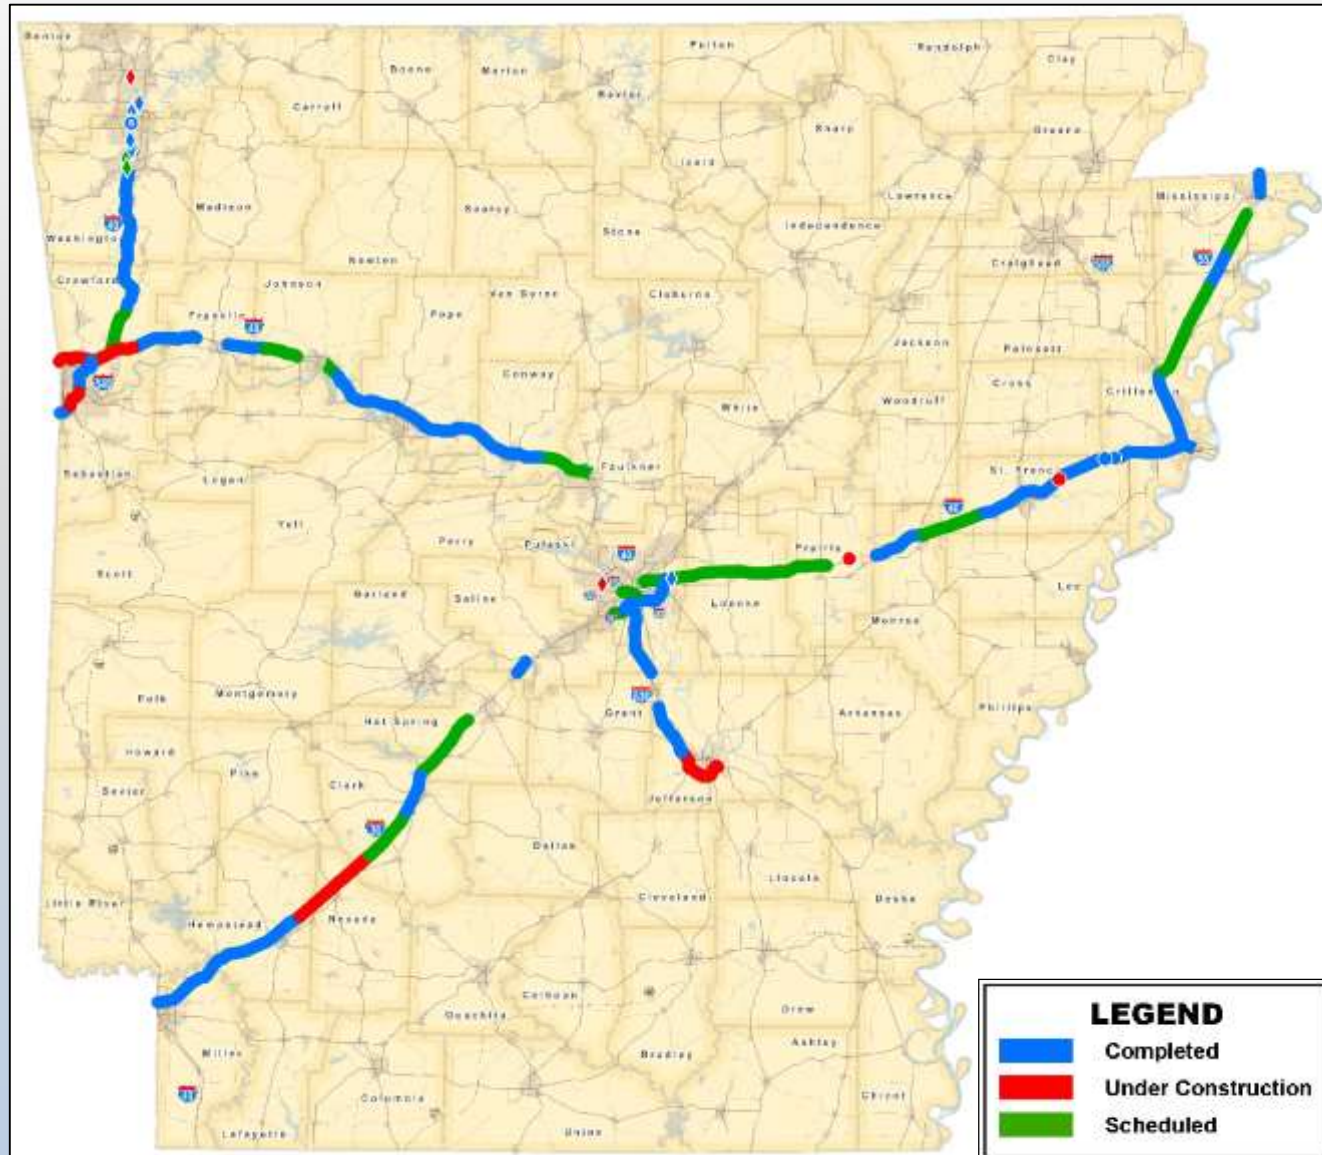 Benton
Carroll
Boone
Marion
Baxter
Fulton
Randolph
Clay
Sharp
Greene
Izard
Lawrence
Mississippi
Washington
Madison
Newton
Searcy
Stone
Independence
Craighead
Crawford
Franklin
Johnson
Pope
Van Buren
Cleburne
Jackson
Poinsett
Conway
White
Woodruff
Cross
Crittenden
Sebastian
Logan
Faulkner
St. Franc
40
Yell
Perry
Pulaski
Prairie
Scott
Garland
Saline
Lonoke
Monroe
Lee
Polk
Montgomery
Hot Spring
Grant
Arkansas
Phillips
Howard
Pike
Clark
Jefferson
Sevier
30
Dallas
Cleveland
Lincoln
Desha
Little River
Hempstead
Nevada
Calhoun
Ouachita
Drew
Miller
Bradley
Ashley
Columbia
Chicot
Lafayette
Union
LEGEND
Completed
Under Construction
Scheduled